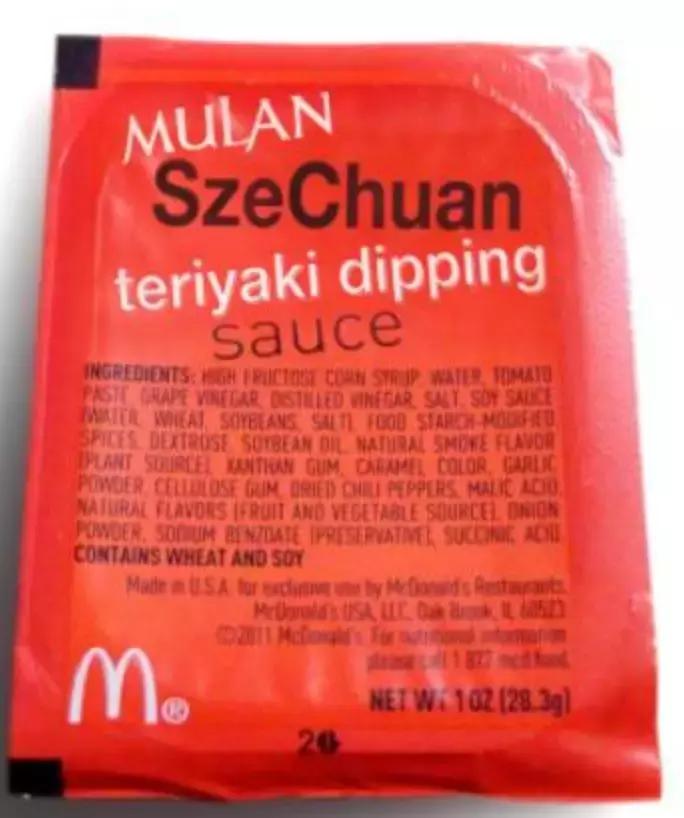 MULAN
SzeChuan
teriyaki dipping
sauce
INGREDIENTS: HIGH FRUCTOSE CORN SYRUP, WATER, TOMATO
PASTE, GRAPE VINEGAR, DISTILLED VINEGAR, SALT, SOY SAUCE
(WATER, WHEAT, SOYBEANS, SALT), FOOD STARCH-MODIFIED
SPICES, DEXTROSE, SOYBEAN OIL, NATURAL SMOKE FLAVOR
(PLANT SOURCE), XANTHAN GUM, CARAMEL COLOR, GARLIC
POWDER, CELLULOSE GUM, DRIED CHILI PEPPERS, MALIC ACID,
NATURAL FLAVORS (FRUIT AND VEGETABLE SOURCE), ONION
POWDER, SODIUM BENZOATE (PRESERVATIVE), SUCCINIC ACID
CONTAINS WHEAT AND SOY
Made in U.S.A. for exclusive use by McDonald's Restaurants.
McDonald's USA, LLC, Oak Brook, IL 60523
©2011 McDonald's. For nutritional information
please call 1 877 mcd food.
M®
NET WT 1 OZ (28.3g)
2